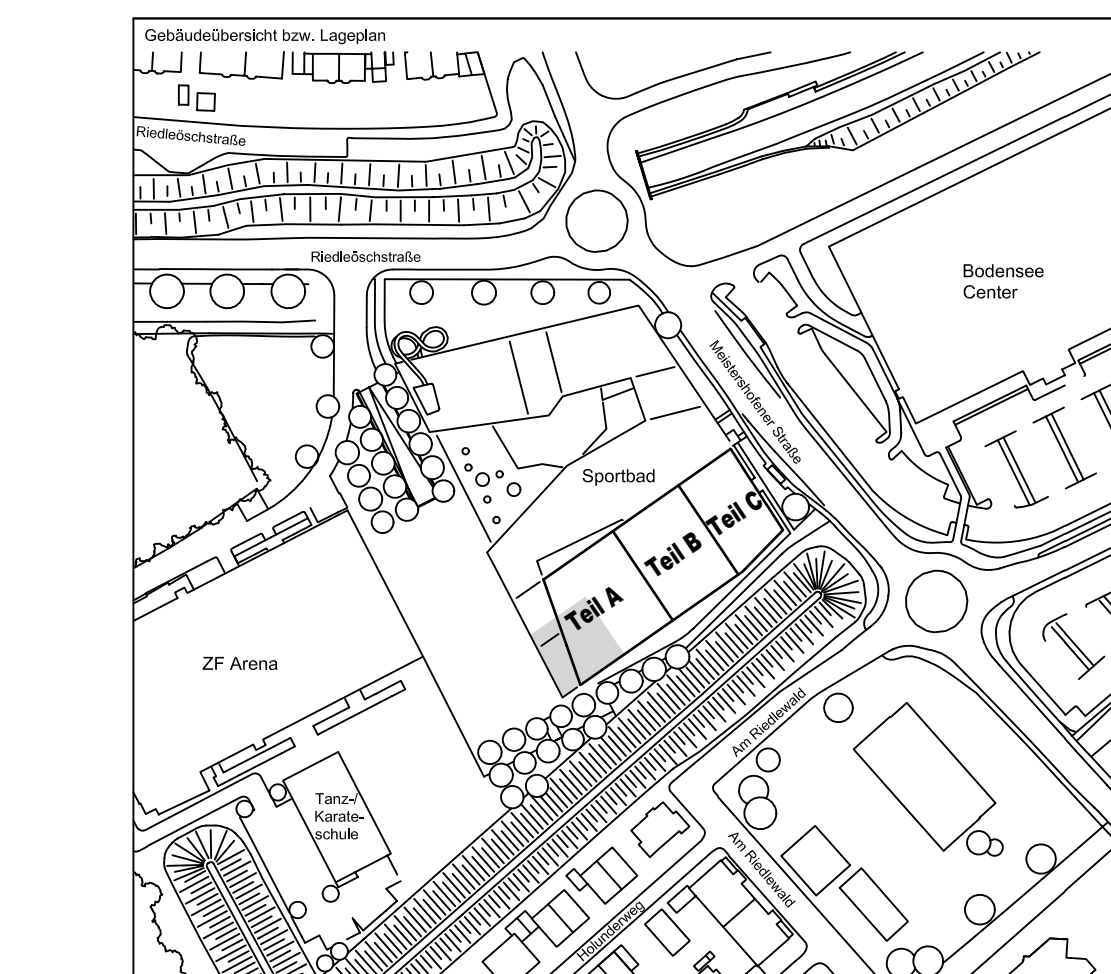 Gebäudeübersicht bzw. Lageplan
Riedleöschstraße
Riedleöschstraße
Bodensee
Center
Meistershofener Straße
Sportbad
Teil C
Teil B
Teil A
ZF Arena
Am Riedlewald
Tanz-/
Karate-
schule
Am Riedlewald
Holunderweg